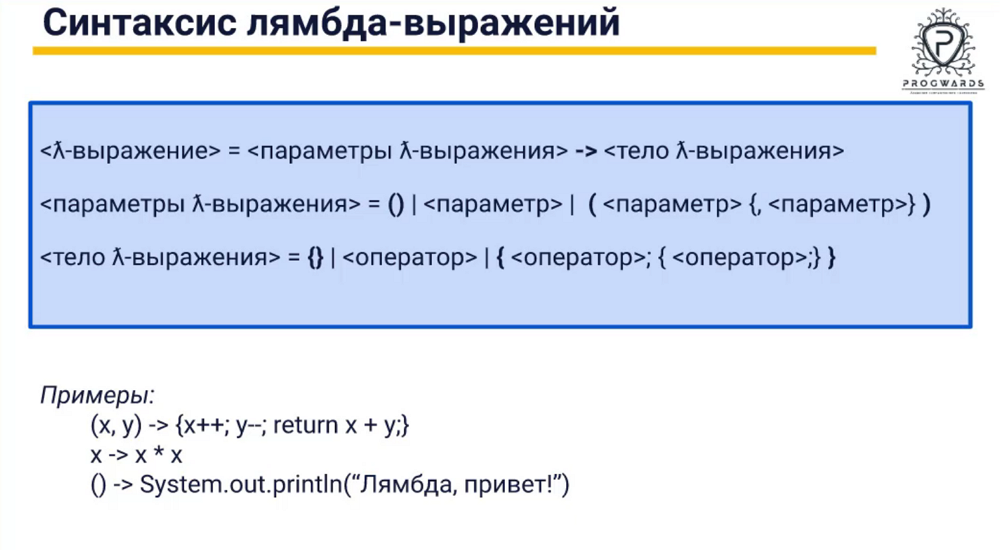 Синтаксис лямбда-выражений
PROGWARDS
<ƛ-выражение> = <параметры ƛ-выражения> -> <тело ƛ-выражения>
<параметры ƛ-выражения> = () | <параметр> | ( <параметр> {, <параметр>} )
<тело ƛ-выражения> = {} | <оператор> | { <оператор>; { <оператор>;} }
Примеры:
(x, y) -> {x++; y--; return x + y;}
x -> x * x
() -> System.out.println(“Лямбда, привет!”)